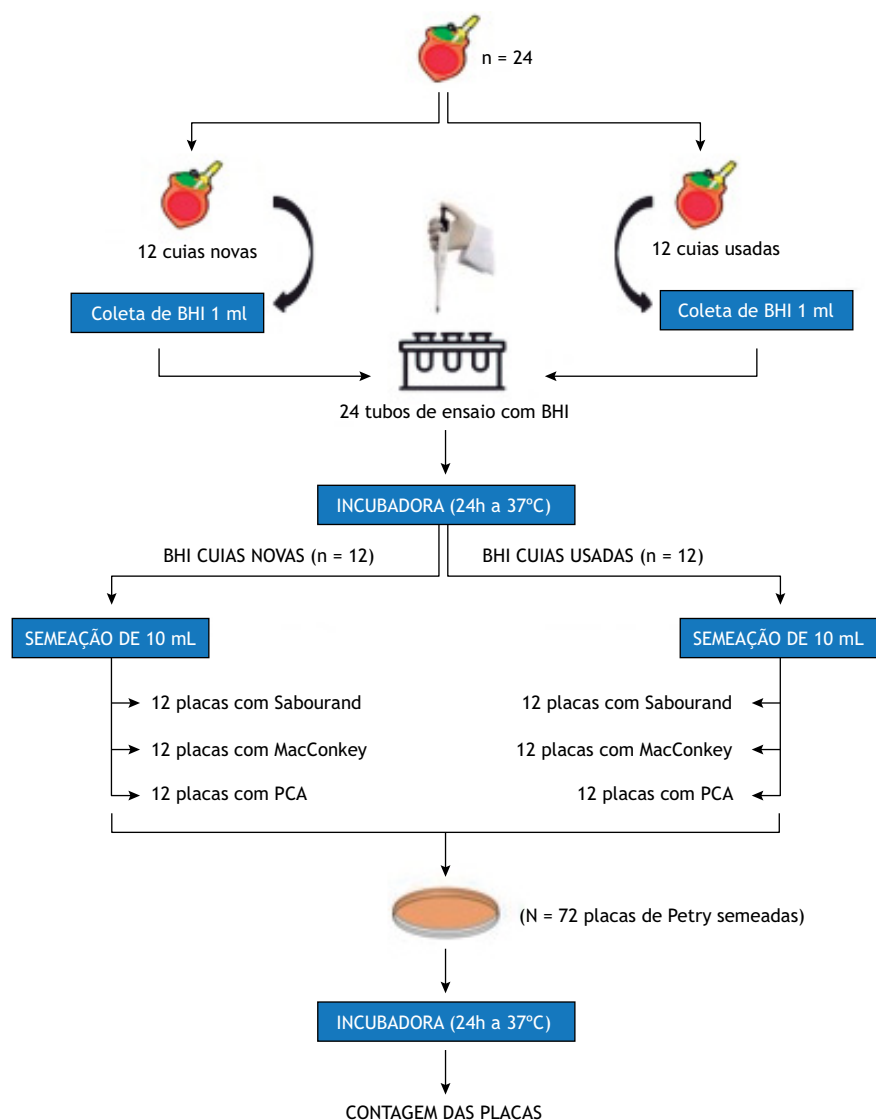 n = 24
12 cuias novas
12 cuias usadas
Coleta de BHI 1 ml
Coleta de BHI 1 ml
24 tubos de ensaio com BHI
INCUBADORA (24h a 37ºC)
BHI CUIAS NOVAS (n = 12)
BHI CUIAS USADAS (n = 12)
SEMEAÇÃO DE 10 mL
SEMEAÇÃO DE 10 mL
12 placas com Sabourand
12 placas com Sabourand
12 placas com MacConkey
12 placas com MacConkey
12 placas com PCA
12 placas com PCA
(N = 72 placas de Petry semeadas)
INCUBADORA (24h a 37ºC)
CONTAGEM DAS PLACAS